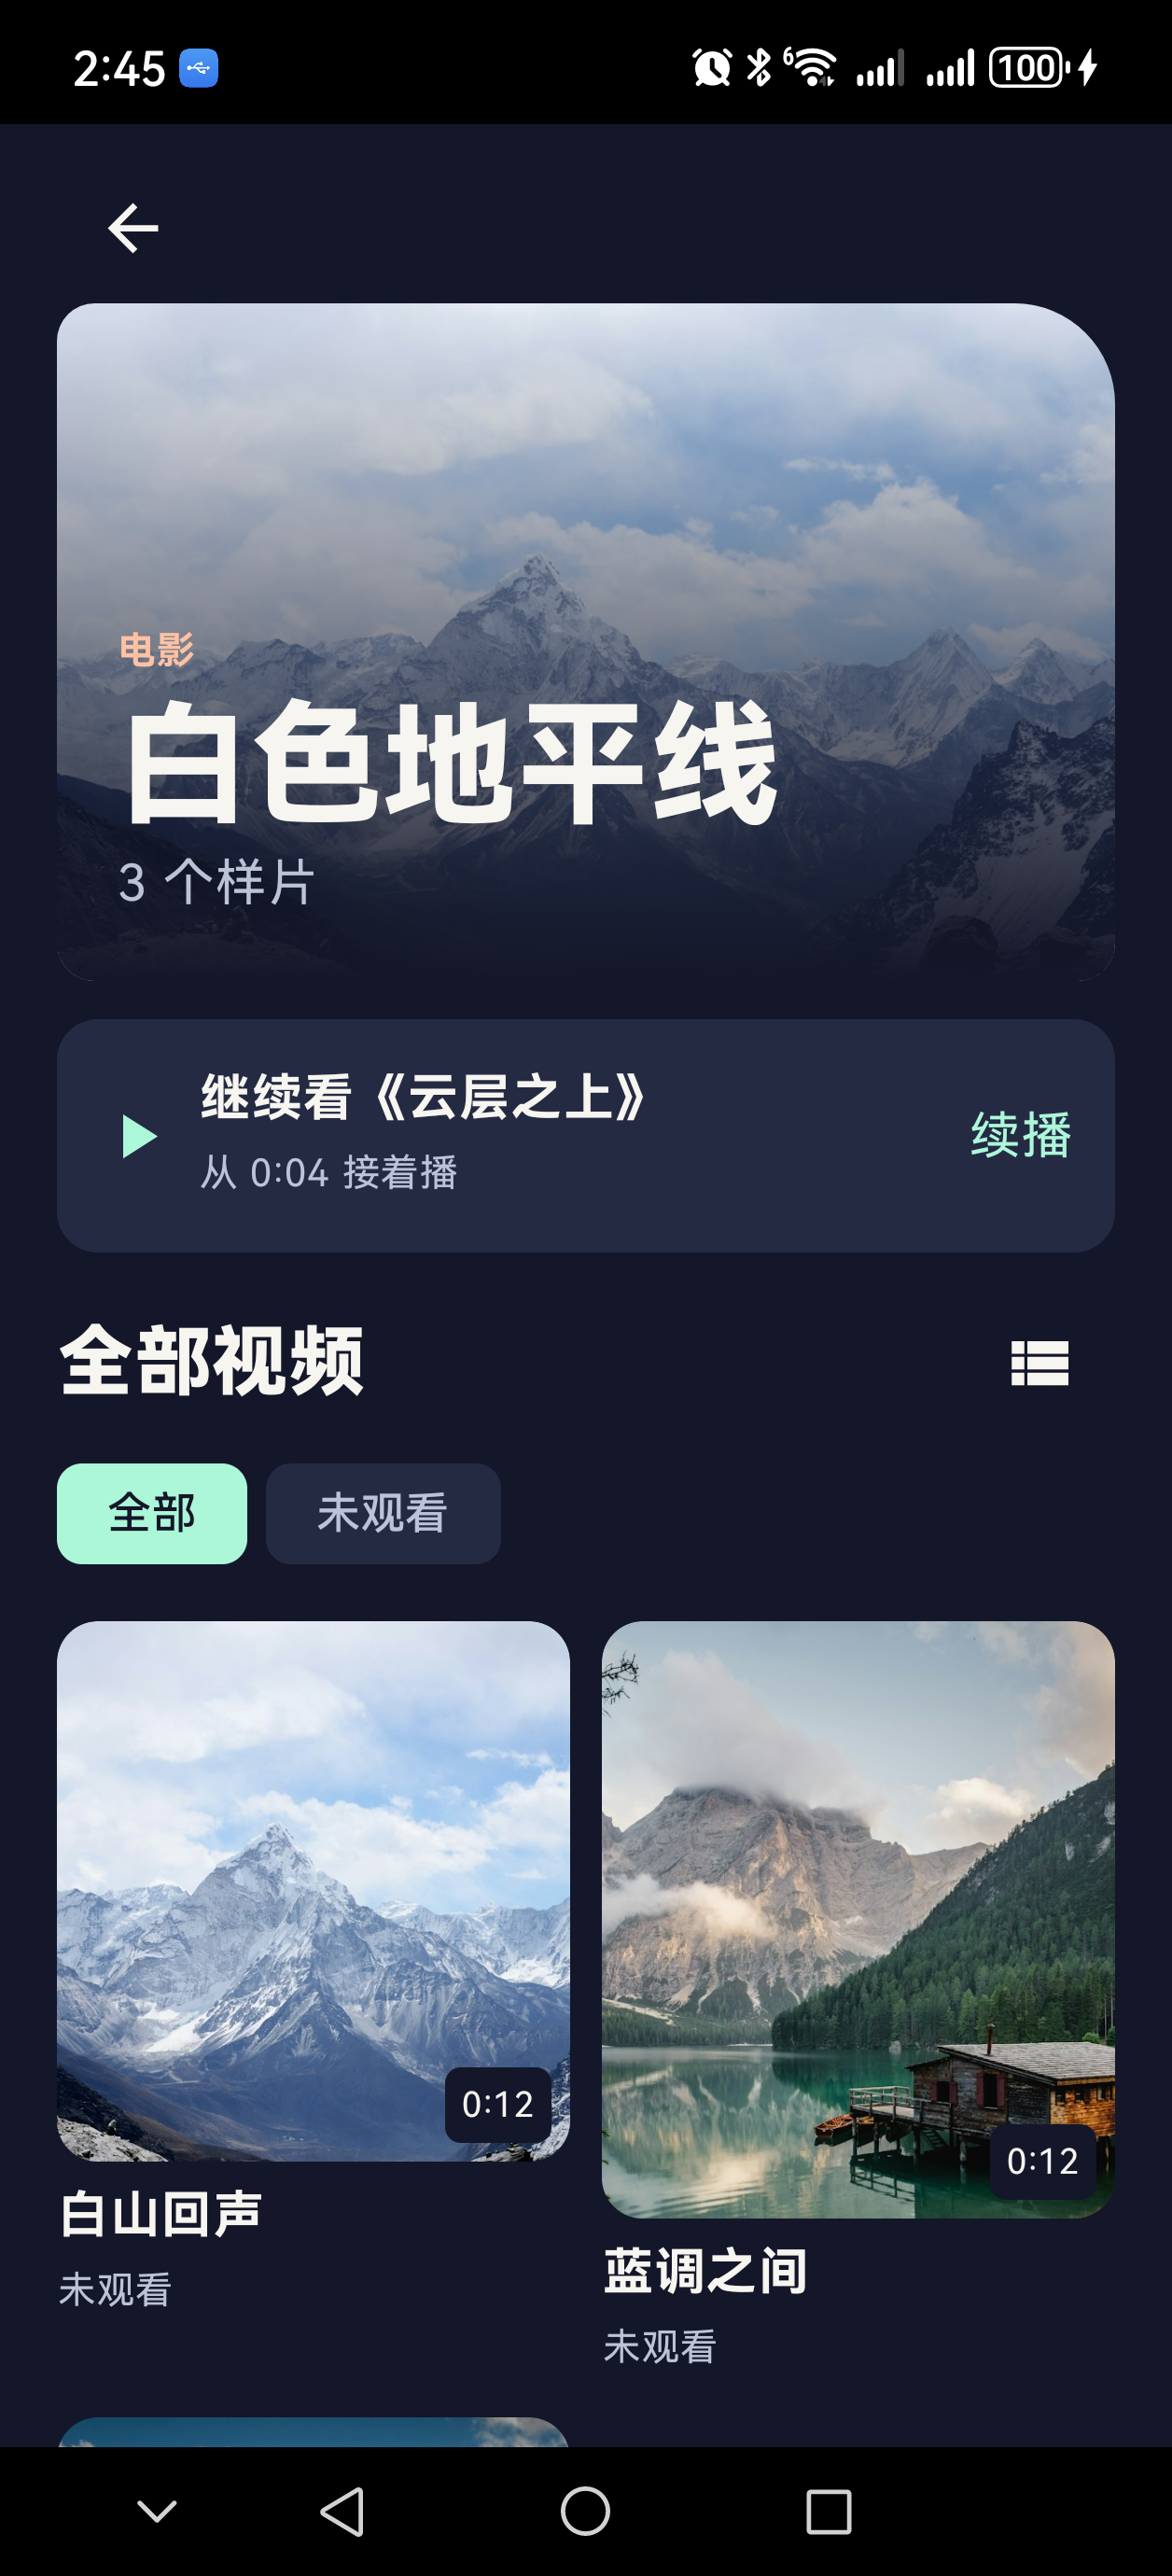 2:45
6
100
电影
白色地平线
3 个样片
继续看《云层之上》
从 0:04 接着播
续播
全部视频
全部
未观看
0:12
0:12
白山回声
未观看
蓝调之间
未观看